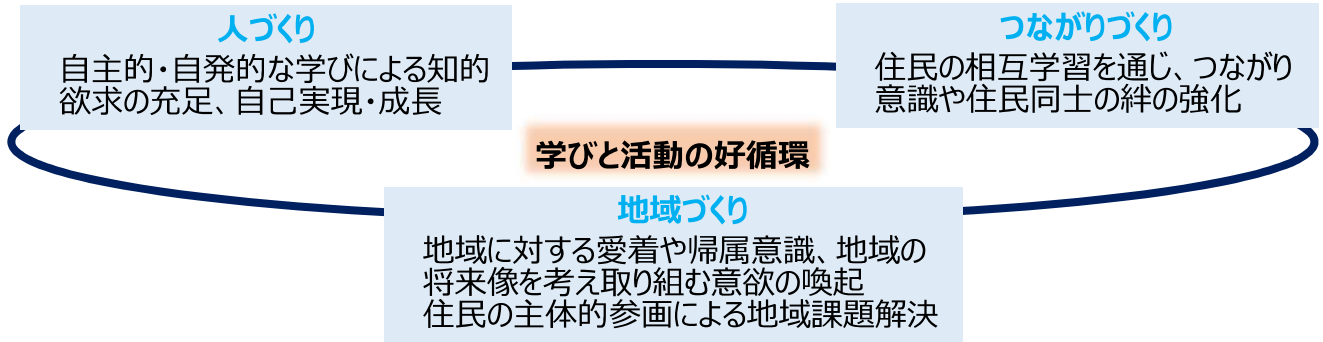 人づくり
自主的・自発的な学びによる知的
欲求の充足、自己実現・成長
つながりづくり
住民の相互学習を通じ、つながり
意識や住民同士の絆の強化
学びと活動の好循環
地域づくり
地域に対する愛着や帰属意識、地域の
将来像を考え取り組む意欲の喚起
住民の主体的参画による地域課題解決